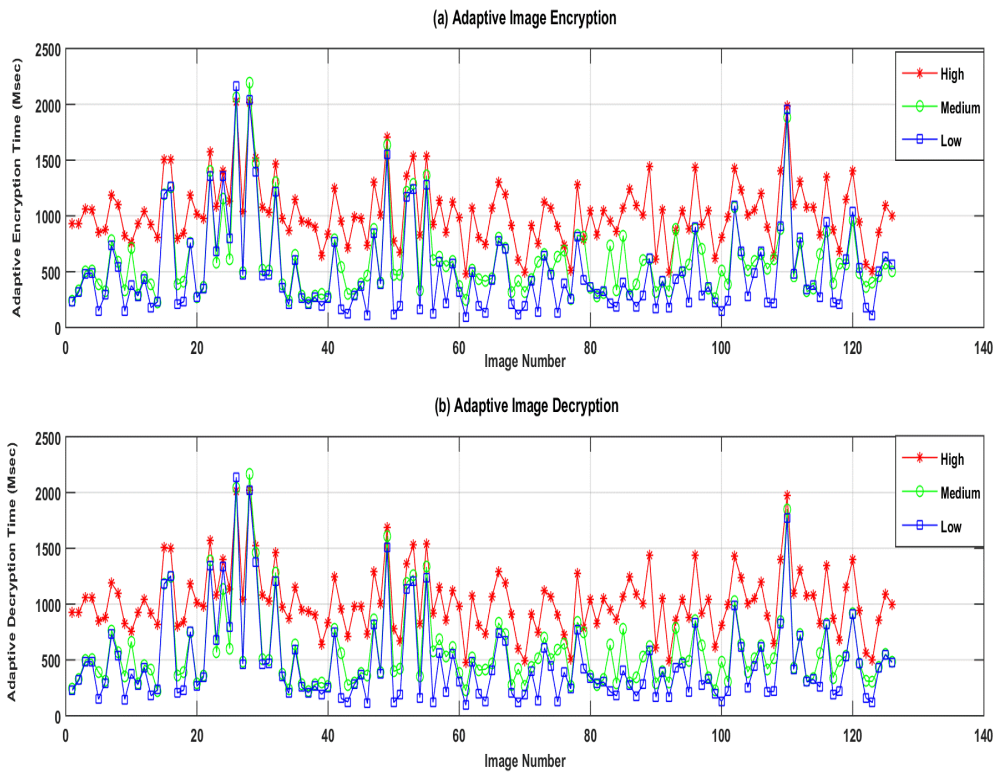 (a) Adaptive Image Encryption
Adaptive Encryption Time (Msec)
2500
2000
1500
1000
500
0
0 20 40 60 80 100 120 140
Image Number
High
Medium
Low
(b) Adaptive Image Decryption
Adaptive Decryption Time (Msec)
2500
2000
1500
1000
500
0
0 20 40 60 80 100 120 140
Image Number
High
Medium
Low